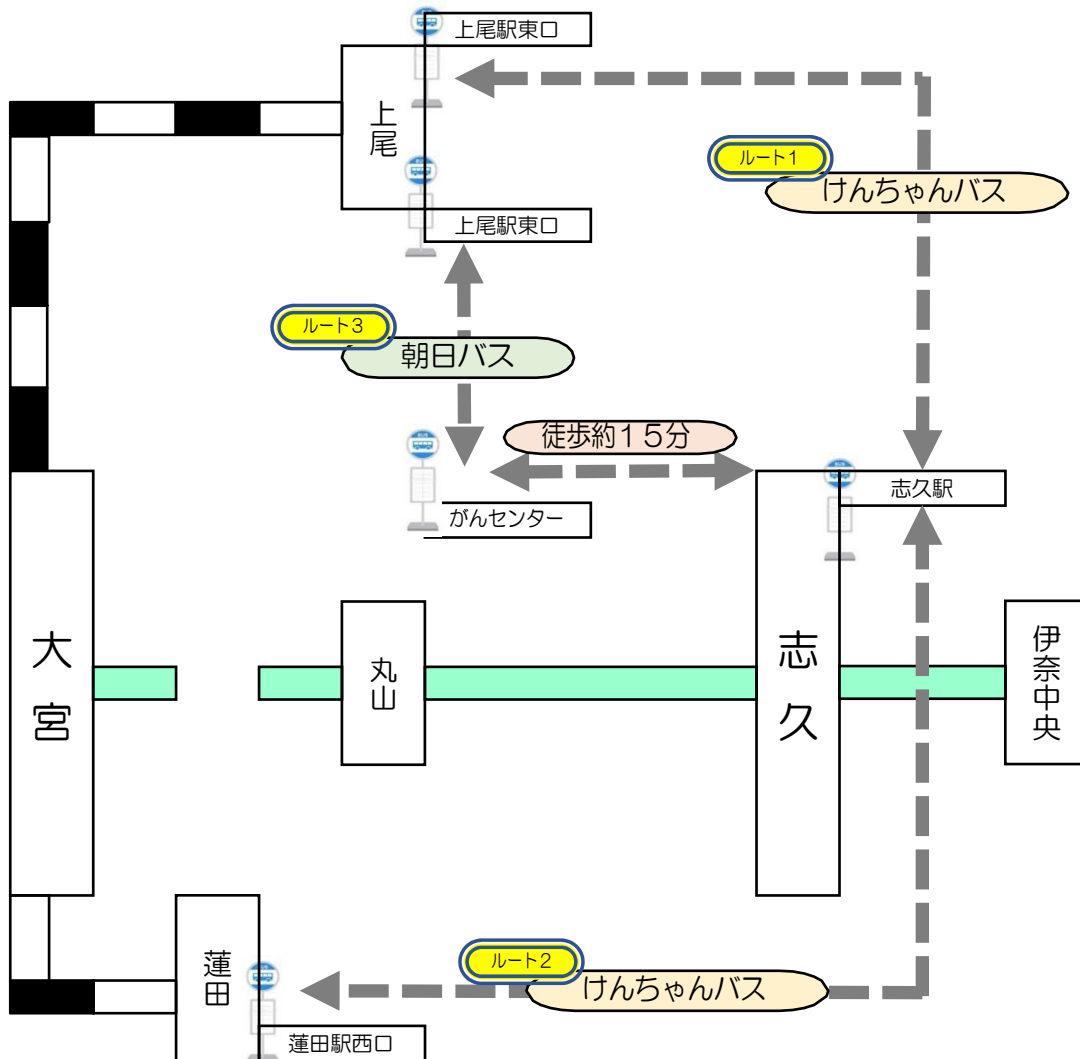 上尾駅東口
上尾
ルート1
けんちゃんバス
上尾駅東口
ルート3
朝日バス
徒歩約15分
志久駅
がんセンター
大宮
丸山
志久
伊奈中央
蓮田
ルート2
けんちゃんバス
蓮田駅西口